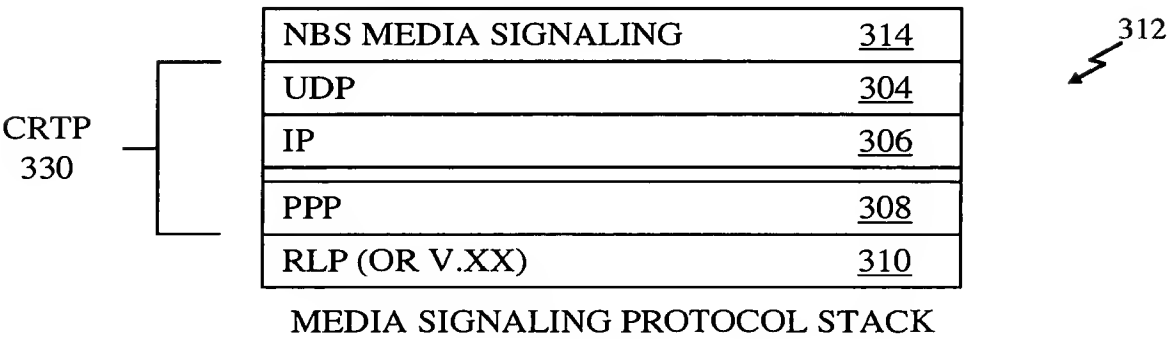 NBS MEDIA SIGNALING 314
312
UDP 304
CRTP
330
IP 306
PPP 308
RLP (OR V.XX) 310
MEDIA SIGNALING PROTOCOL STACK